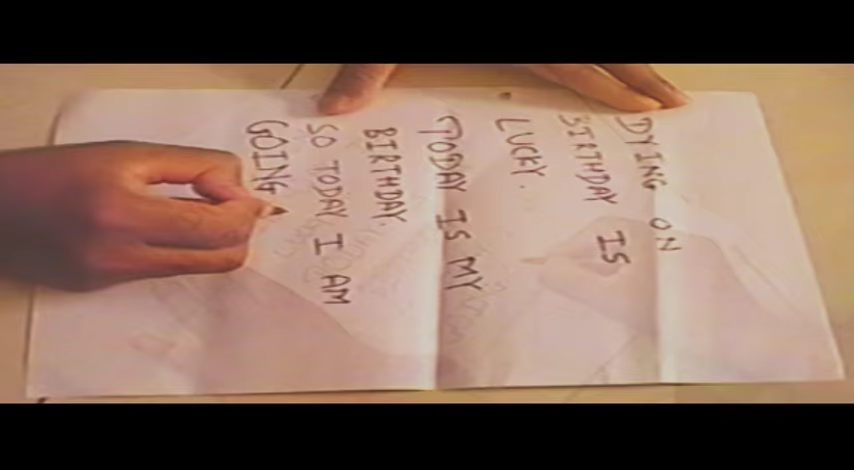 DYING ON
BIRTHDAY IS
LUCKY.
TODAY IS MY
BIRTHDAY.
SO TODAY I AM
GOING